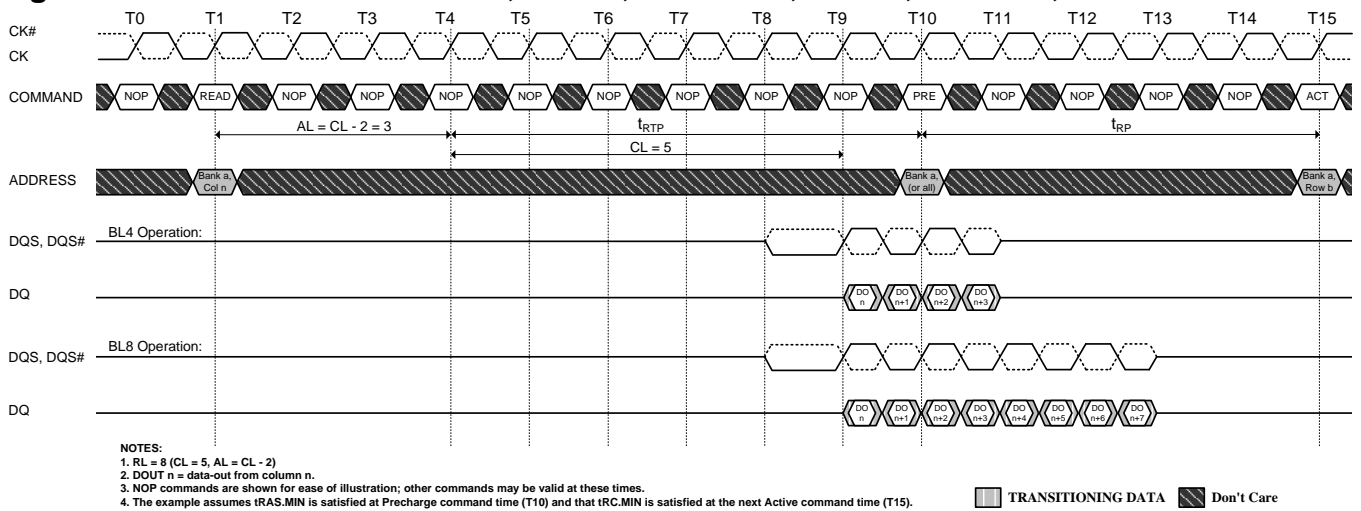 T0 T1 T2 T3 T4 T5 T6 T7 T8 T9 T10 T11 T12 T13 T14 T15
CK#
CK
COMMAND NOP READ NOP NOP NOP NOP NOP NOP NOP NOP PRE NOP NOP NOP NOP ACT
AL = CL - 2 = 3 tRTP tRP
CL = 5
ADDRESS Bank a, Col n Bank a, (or all) Bank a, Row b
DQS, DQS# BL4 Operation:
DQ DO n DO n+1 DO n+2 DO n+3
DQS, DQS# BL8 Operation:
DQ DO n DO n+1 DO n+2 DO n+3 DO n+4 DO n+5 DO n+6 DO n+7
NOTES:
1. RL = 8 (CL = 5, AL = CL - 2)
2. DOUT n = data-out from column n.
3. NOP commands are shown for ease of illustration; other commands may be valid at these times.
4. The example assumes tRAS.MIN is satisfied at Precharge command time (T10) and that tRC.MIN is satisfied at the next Active command time (T15).
TRANSITIONING DATA Don't Care